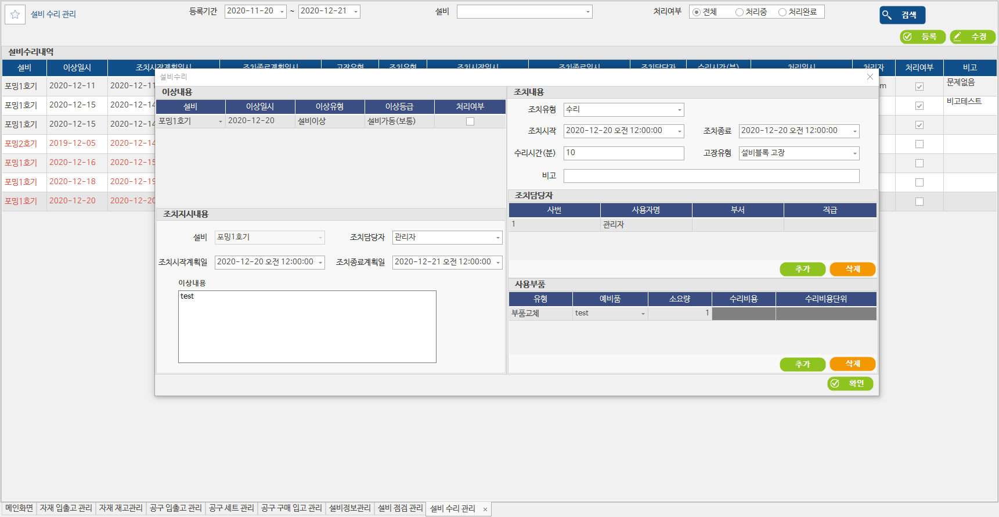 설비 수리 관리
등록기간 2020-11-20 ~ 2020-12-21 설비 처리여부 전체 처리중 처리완료 검색
등록 수정
설비수리내역
설비 이상일시 조치시작계획일시 조치종료계획일시 고장유형 조치유형 조치시작일시 조치종료일시 조치담당자 수리시간(분) 처리일시 처리자 처리여부 비고
포밍1호기 2020-12-11 2020-12-11 m 문제없음
포밍1호기 2020-12-15 2020-12-14 비고테스트
포밍1호기 2020-12-15 2020-12-14
포밍2호기 2019-12-05 2020-12-14
포밍1호기 2020-12-16 2020-12-15
포밍1호기 2020-12-18 2020-12-19
포밍1호기 2020-12-20 2020-12-20
설비수리
이상내용
설비 이상일시 이상유형 이상등급 처리여부
포밍1호기 2020-12-20 설비이상 설비가동(보통)
조치지시내용
설비 포밍1호기 조치담당자 관리자
조치시작계획일 2020-12-20 오전 12:00:00 조치종료계획일 2020-12-21 오전 12:00:00
이상내용
test
조치내용
조치유형 수리
조치시작 2020-12-20 오전 12:00:00 조치종료 2020-12-20 오전 12:00:00
수리시간(분) 10 고장유형 설비블록 고장
비고
조치담당자
사번 사용자명 부서 직급
1 관리자
추가 삭제
사용부품
유형 예비품 소요량 수리비용 수리비용단위
부품교체 test 1
추가 삭제
확인
메인화면 자재 입출고 관리 자재 재고관리 공구 입출고 관리 공구 세트 관리 공구 구매 입고 관리 설비정보관리 설비 점검 관리 설비 수리 관리 ×